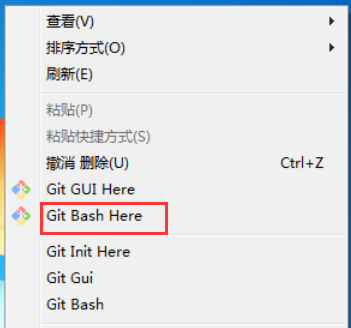 查看(V)
排序方式(O)
刷新(E)
粘贴(P)
粘贴快捷方式(S)
撤消 删除(U) Ctrl+Z
Git GUI Here
Git Bash Here
Git Init Here
Git Gui
Git Bash